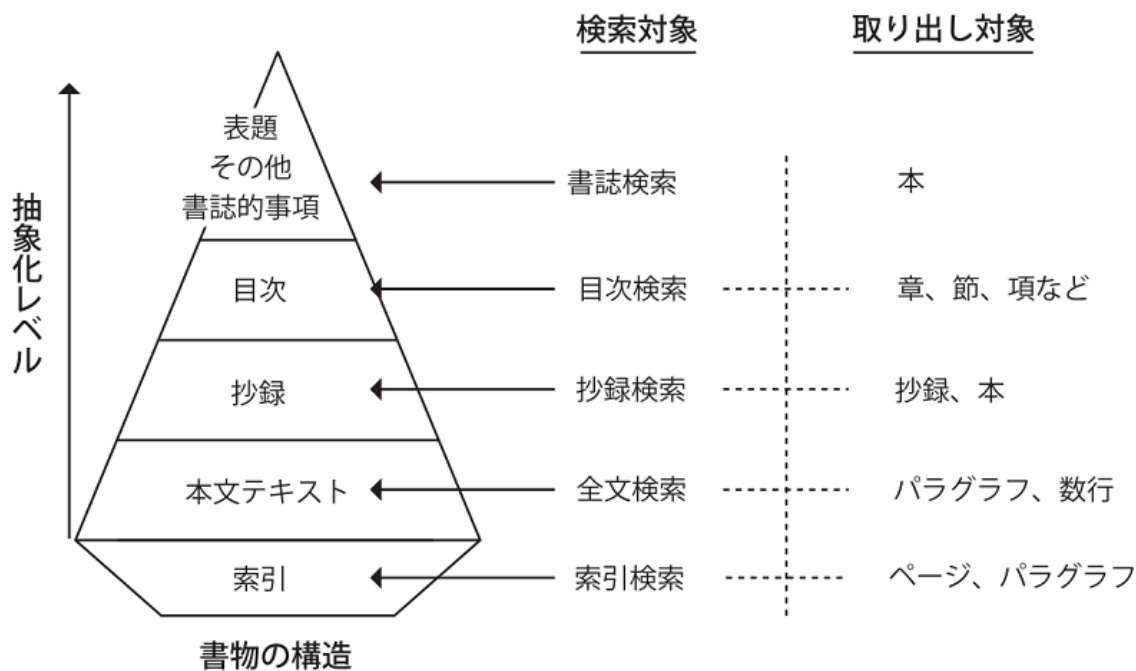 検索対象
取り出し対象
抽象化レベル
表題
その他
書誌的事項
書誌検索
本
目次
目次検索
章、節、項など
抄録
抄録検索
抄録、本
本文テキスト
全文検索
パラグラフ、数行
索引
索引検索
ページ、パラグラフ
書物の構造